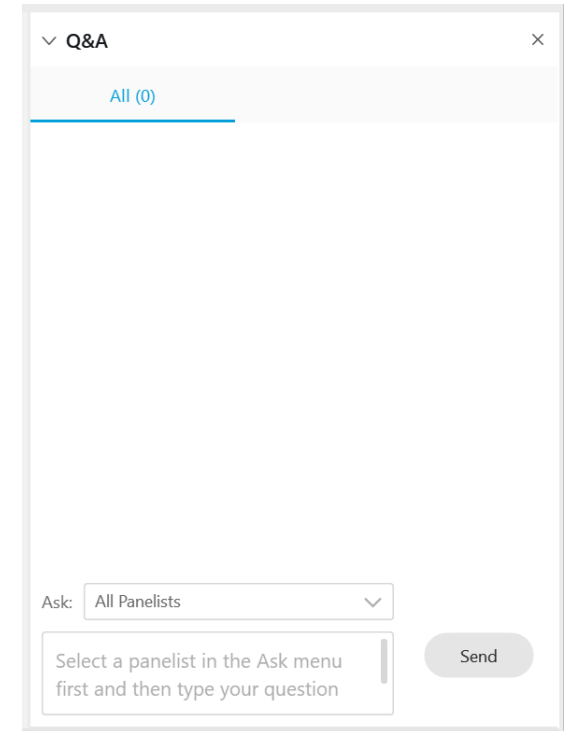 Q&A
All (0)
Ask: All Panelists
Select a panelist in the Ask menu
first and then type your question
Send